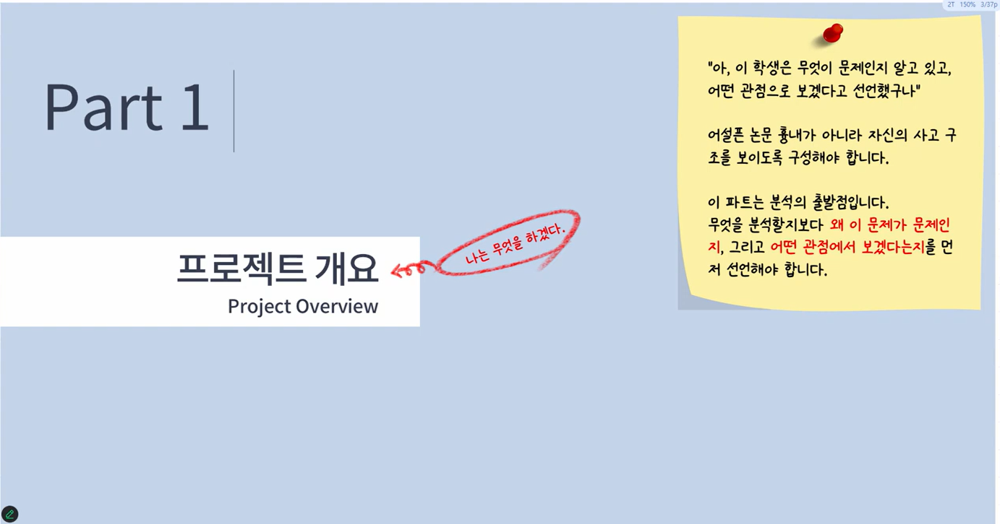 2T 150% 3/37p
Part 1
"아, 이 학생은 무엇이 문제인지 알고 있고,
어떤 관점으로 보겠다고 선언했구나"
어설픈 논문 흉내가 아니라 자신의 사고 구
조를 보이도록 구성해야 합니다.
이 파트는 분석의 출발점입니다.
무엇을 분석할지보다 왜 이 문제가 문제인
지, 그리고 어떤 관점에서 보겠다는지를 먼
저 선언해야 합니다.
나는 무엇을 하겠다.
프로젝트 개요
Project Overview